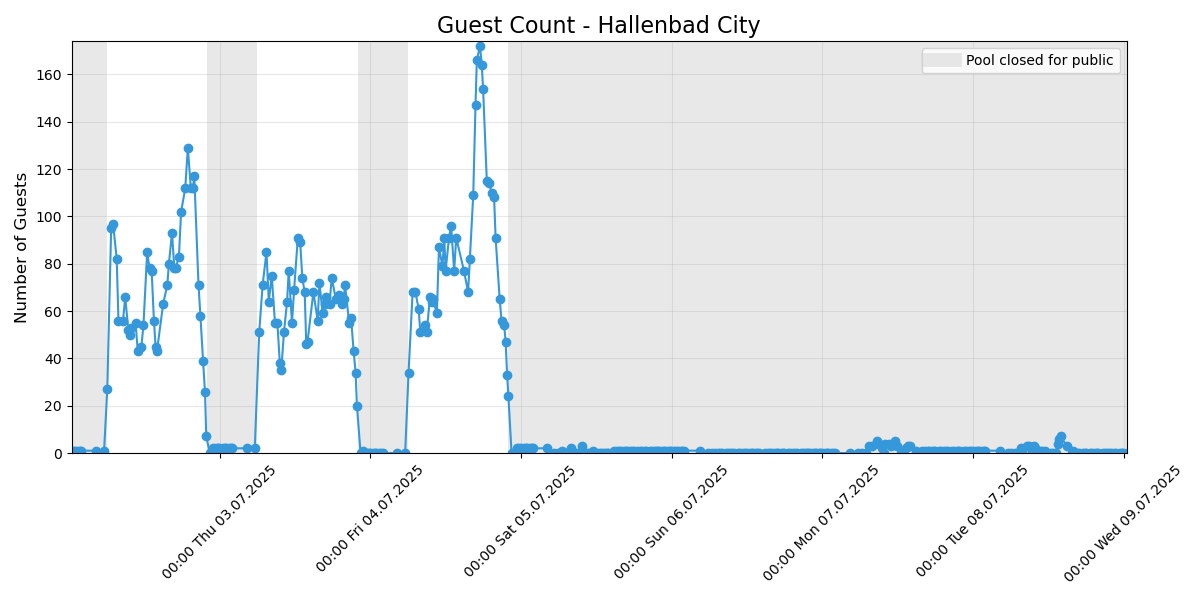 Guest Count - Hallenbad City
Pool closed for public
Number of Guests
160
140
120
100
80
60
40
20
0
00:00 Thu 03.07.2025
00:00 Fri 04.07.2025
00:00 Sat 05.07.2025
00:00 Sun 06.07.2025
00:00 Mon 07.07.2025
00:00 Tue 08.07.2025
00:00 Wed 09.07.2025